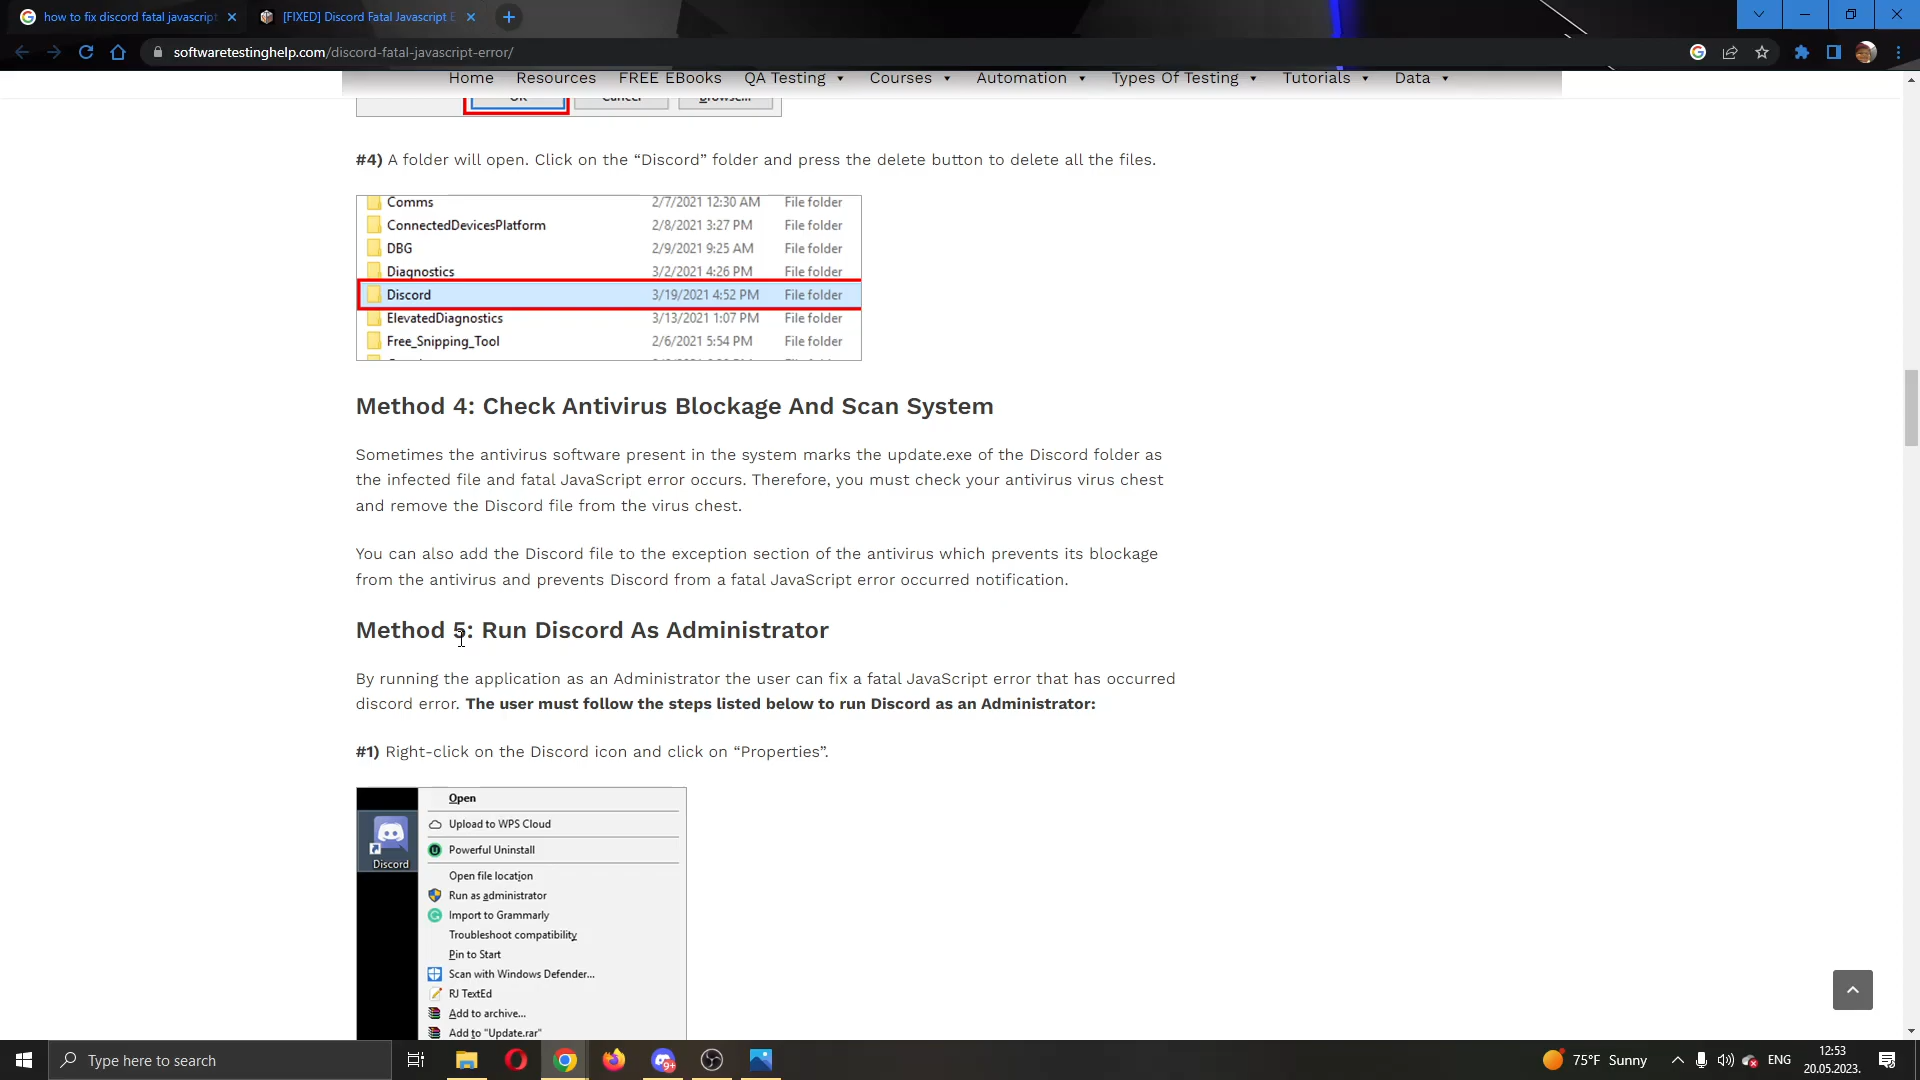 how to fix discord fatal javascript
[FIXED] Discord Fatal Javascript E
softwaretestinghelp.com/discord-fatal-javascript-error/
Home Resources FREE EBooks QA Testing Courses Automation Types Of Testing Tutorials Data
OK Cancel Browse...
#4) A folder will open. Click on the “Discord” folder and press the delete button to delete all the files.
Comms 2/7/2021 12:30 AM File folder
ConnectedDevicesPlatform 2/8/2021 3:27 PM File folder
DBG 2/9/2021 9:25 AM File folder
Diagnostics 3/2/2021 4:26 PM File folder
Discord 3/19/2021 4:52 PM File folder
ElevatedDiagnostics 3/13/2021 1:07 PM File folder
Free_Snipping_Tool 2/6/2021 5:54 PM File folder
Method 4: Check Antivirus Blockage And Scan System
Sometimes the antivirus software present in the system marks the update.exe of the Discord folder as
the infected file and fatal JavaScript error occurs. Therefore, you must check your antivirus virus chest
and remove the Discord file from the virus chest.
You can also add the Discord file to the exception section of the antivirus which prevents its blockage
from the antivirus and prevents Discord from a fatal JavaScript error occurred notification.
Method 5: Run Discord As Administrator
By running the application as an Administrator the user can fix a fatal JavaScript error that has occurred
discord error. The user must follow the steps listed below to run Discord as an Administrator:
#1) Right-click on the Discord icon and click on “Properties”.
Discord
Open
Upload to WPS Cloud
Powerful Uninstall
Open file location
Run as administrator
Import to Grammarly
Troubleshoot compatibility
Pin to Start
Scan with Windows Defender...
RJ TextEd
Add to archive...
Add to "Update.rar"
Type here to search
9+
75°F Sunny
ENG
12:53
20.05.2023.